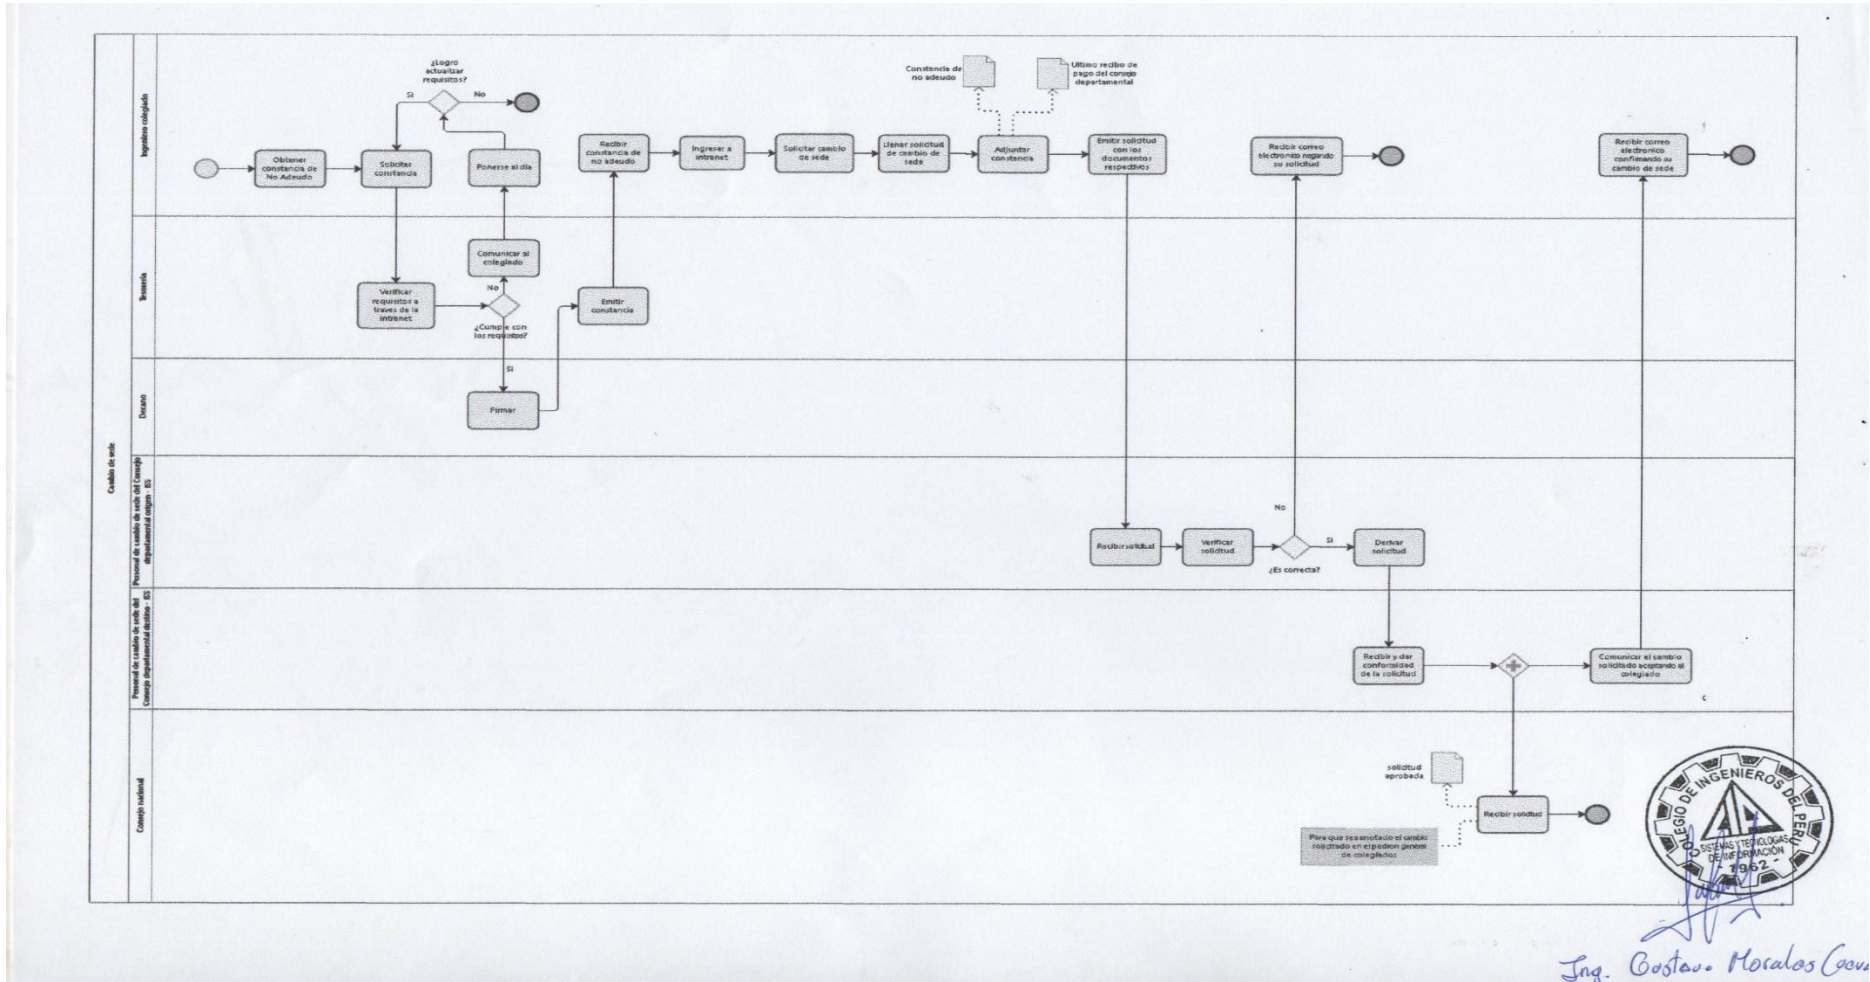 Cambio de sede
Ingeniero colegiado
¿Logro
actualizar
requisitos?
Si
No
Obtener
constancia de
No Adeudo
Solicitar
constancia
Ponerse al dia
Recibir
constancia de
no adeudo
Ingresar a
intranet
Solicitar cambio
de sede
Llenar solicitud
de cambio de
sede
Constancia de
no adeudo
Ultimo recibo de
pago del consejo
departamental
Adjuntar
constancia
Emitir solicitud
con los
documentos
respectivos
Recibir correo
electronico negando
su solicitud
Recibir correo
electronico confirmando su
cambio de sede
Tesorería
Comunicar al
colegiado
Verificar
requisitos a
traves de la
intranet
No
¿Cumple con
los requisitos?
Si
Emitir
constancia
Decano
Firmar
Personal de cambio de sede del Consejo
departamental origen - ISS
Recibir solicitud
Verificar
solicitud
No
¿Es correcta?
Si
Derivar
solicitud
Personal de cambio de sede del
Consejo departamental destino - ISS
Recibir y dar
conformidad
de la solicitud
Comunicar el cambio
solicitado aceptando al
colegiado
Consejo nacional
solicitud
aprobada
Recibir solicitud
Para que sea anotado el cambio
solicitado en el padron general
de colegiados
COLEGIO DE INGENIEROS DEL PERU
SISTEMAS Y TECNOLOGIAS
DE INFORMACIÓN
- 1962 -
Ing. Gustavo Morales